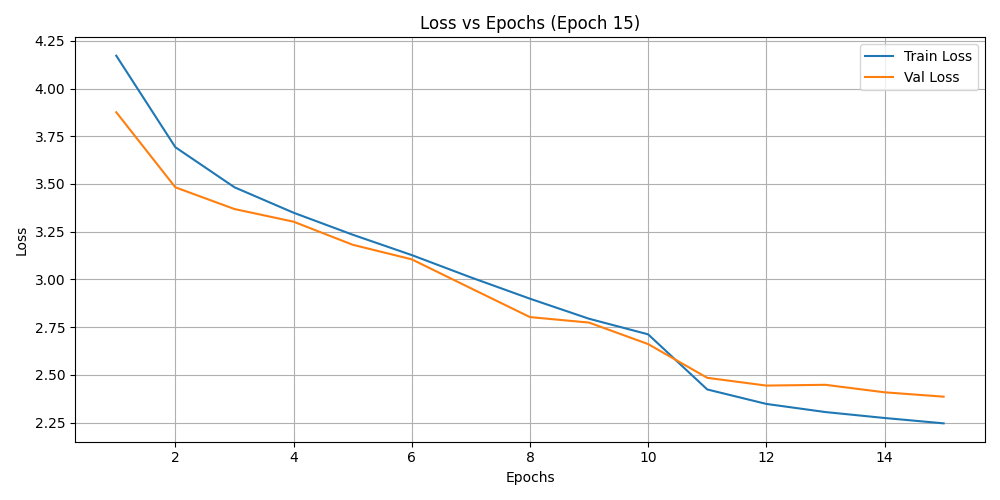 Loss vs Epochs (Epoch 15)
Train Loss
Val Loss
Loss
4.25
4.00
3.75
3.50
3.25
3.00
2.75
2.50
2.25
2 4 6 8 10 12 14
Epochs